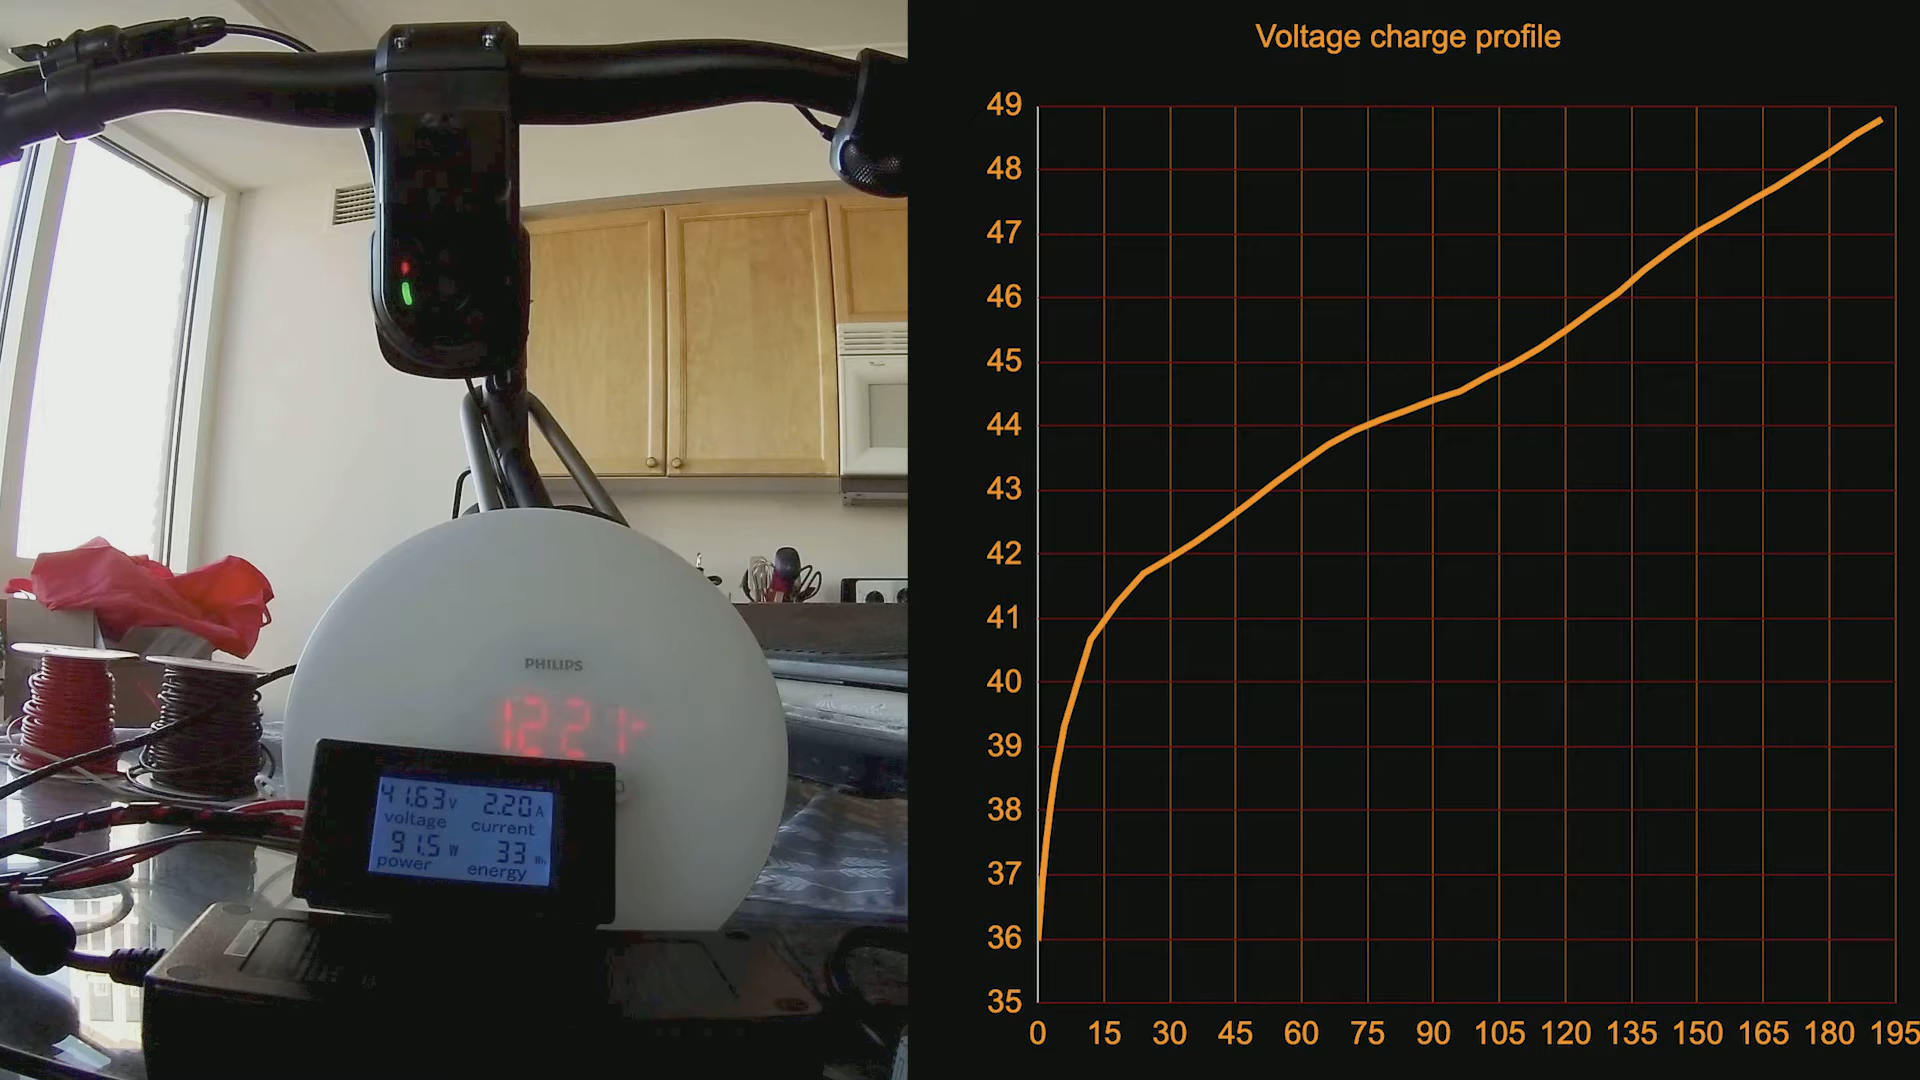 PHILIPS
12:21
41.63 V 2.20 A
voltage current
91.5 W 33 Wh
power energy
Voltage charge profile
49
48
47
46
45
44
43
42
41
40
39
38
37
36
35
0 15 30 45 60 75 90 105 120 135 150 165 180 195